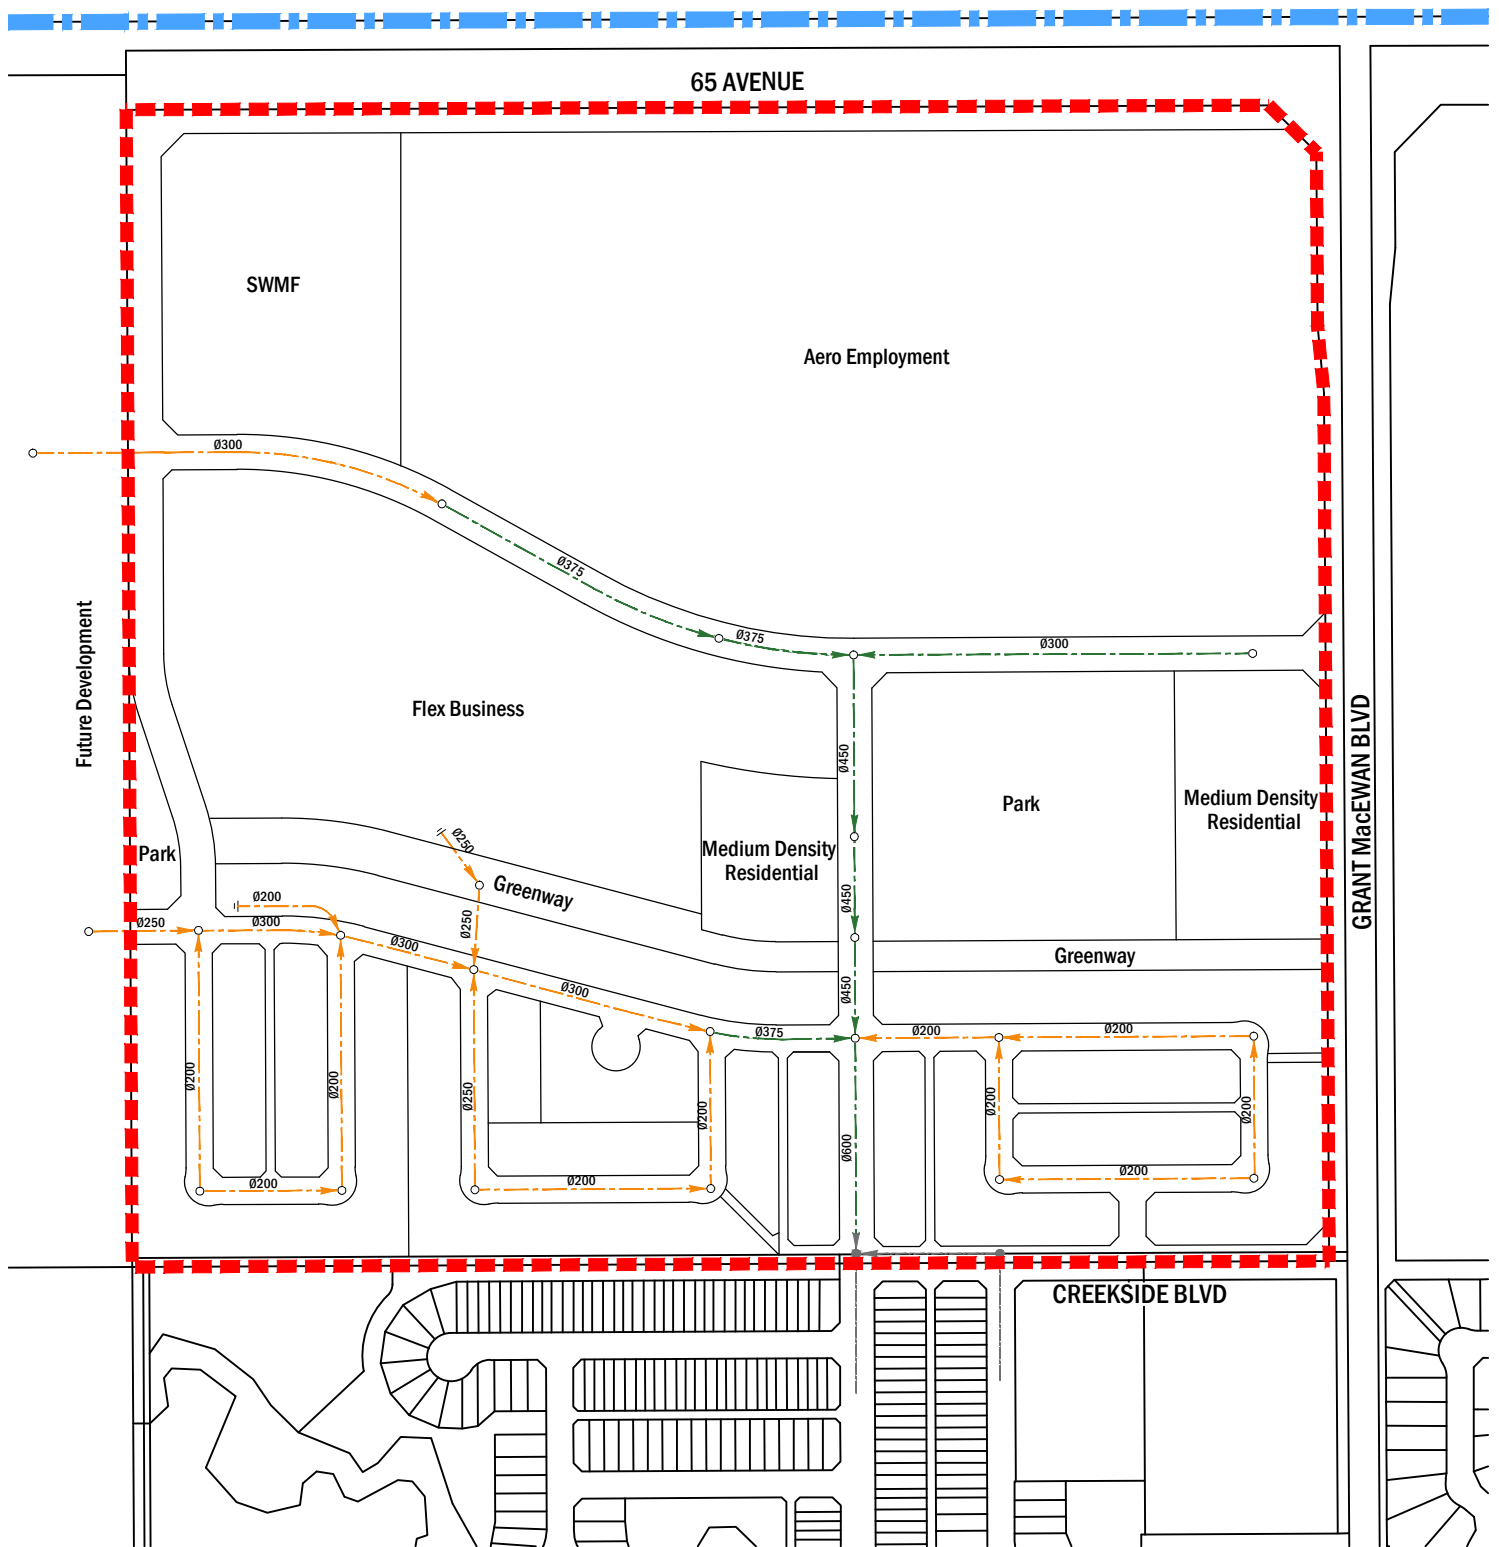 65 AVENUE
SWMF
Aero Employment
Ø300
Ø375
Ø375
Ø300
Future Development
Flex Business
GRANT MacEWAN BLVD
Ø450
Park
Medium Density
Residential
Medium Density
Residential
Park
Ø250
Greenway
Ø200
Ø450
Ø250
Ø300
Ø250
Ø300
Greenway
Ø300
Ø450
Ø375
Ø200
Ø200
Ø200
Ø200
Ø250
Ø200
Ø600
Ø200
Ø200
Ø200
Ø200
Ø200
CREEKSIDE BLVD